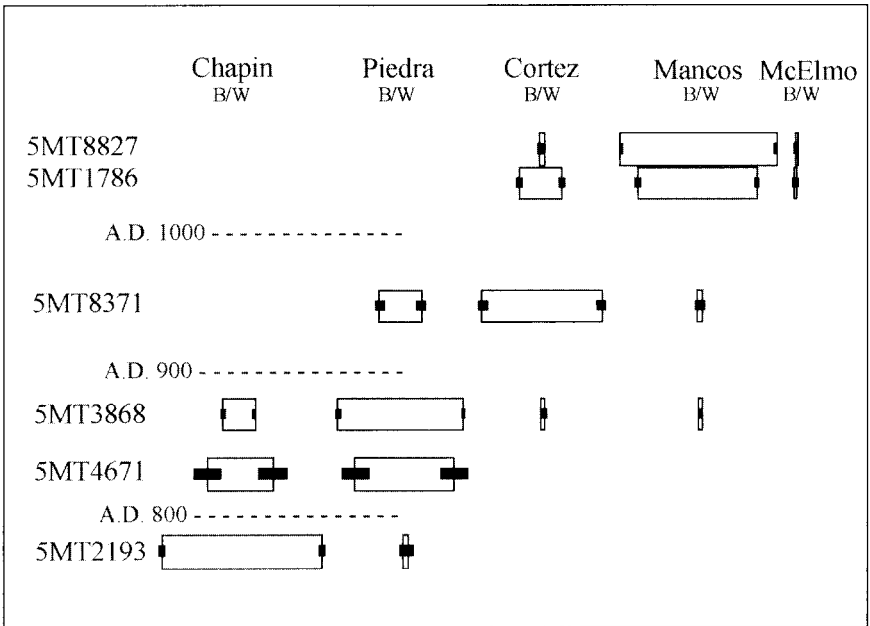 Chapin Piedra Cortez Mancos McElmo
B/W B/W B/W B/W B/W
5MT8827
5MT1786
A.D. 1000
5MT8371
A.D. 900
5MT3868
5MT4671
A.D. 800
5MT2193